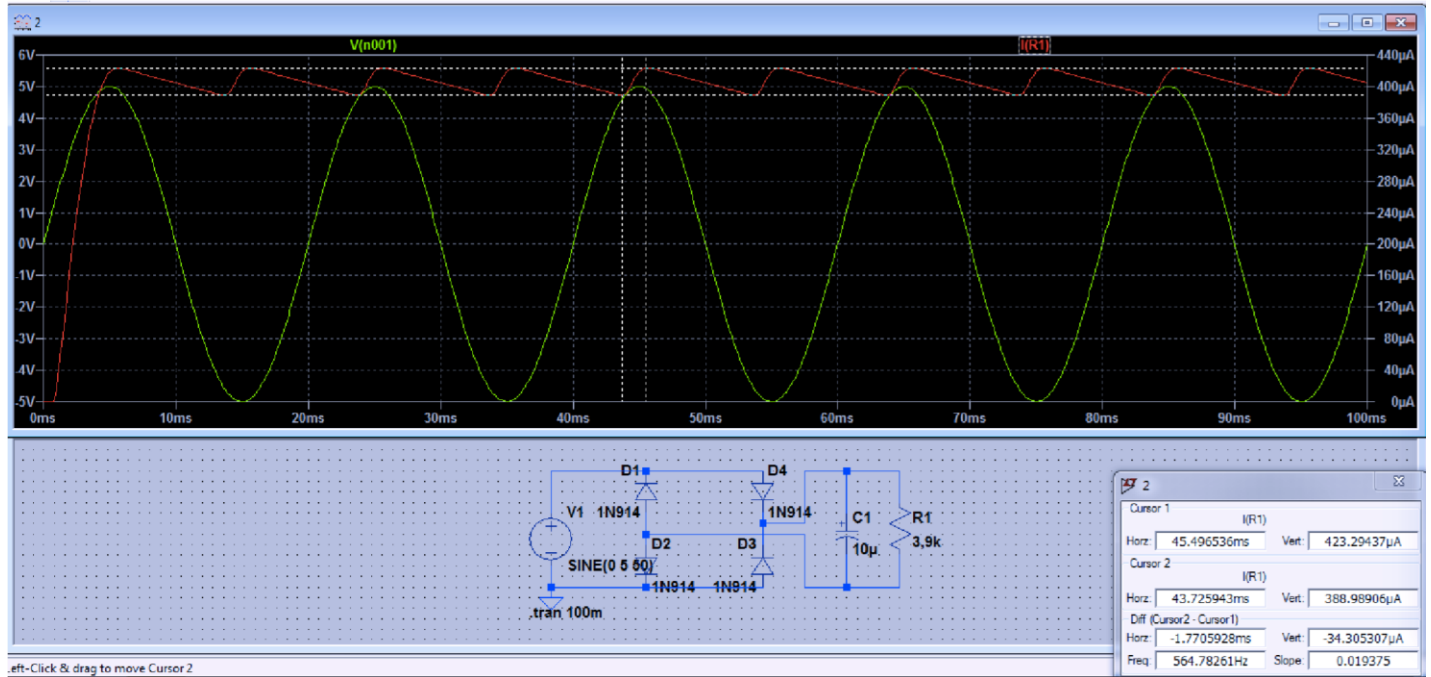 2
V(n001) I(R1)
6V 440µA
5V 400µA
4V 360µA
3V 320µA
2V 280µA
1V 240µA
0V 200µA
-1V 160µA
-2V 120µA
-3V 80µA
-4V 40µA
-5V 0µA
0ms 10ms 20ms 30ms 40ms 50ms 60ms 70ms 80ms 90ms 100ms
D1 D4
V1 1N914 1N914 C1 R1
D2 D3 10µ 3,9k
SINE(0 5 50)
1N914 1N914
.tran 100m
2
Cursor 1
I(R1)
Horz: 45.496536ms Vert: 423.29437µA
Cursor 2
I(R1)
Horz: 43.725943ms Vert: 388.98906µA
Diff (Cursor2 - Cursor1)
Horz: -1.7705928ms Vert: -34.305307µA
Freq: 564.78261Hz Slope: 0.019375
eft-Click & drag to move Cursor 2